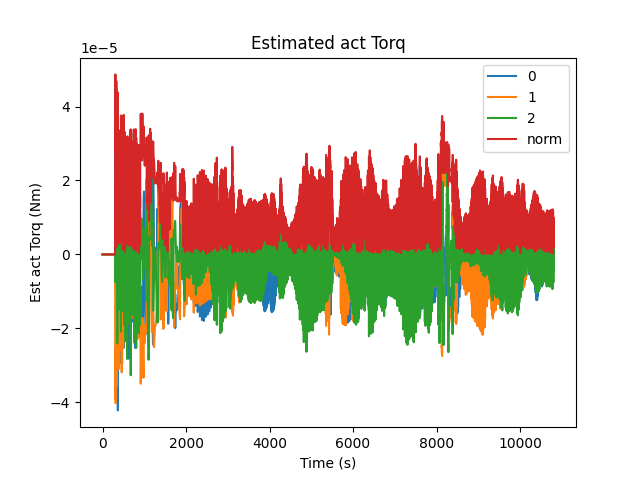 Estimated act Torq
1e−5
0
1
2
norm
4
2
0
−2
−4
Est act Torq (Nm)
0 2000 4000 6000 8000 10000
Time (s)